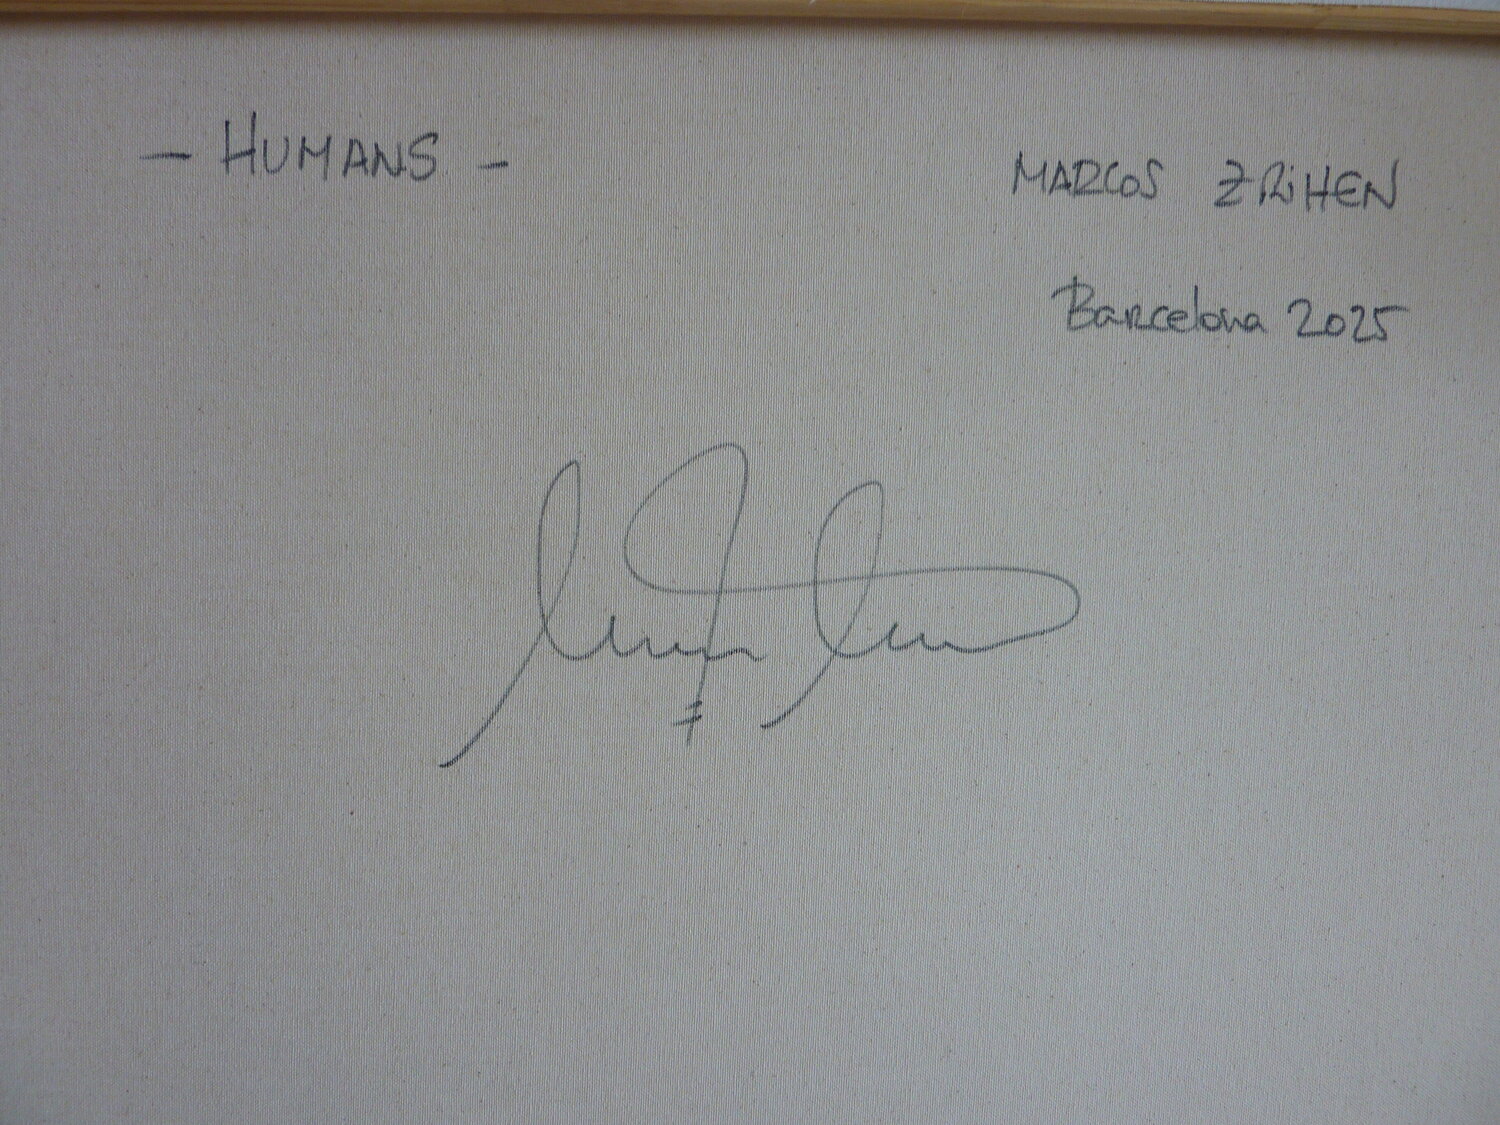 - HUMANS -
MARCOS ZRiHEN
Barcelona 2025